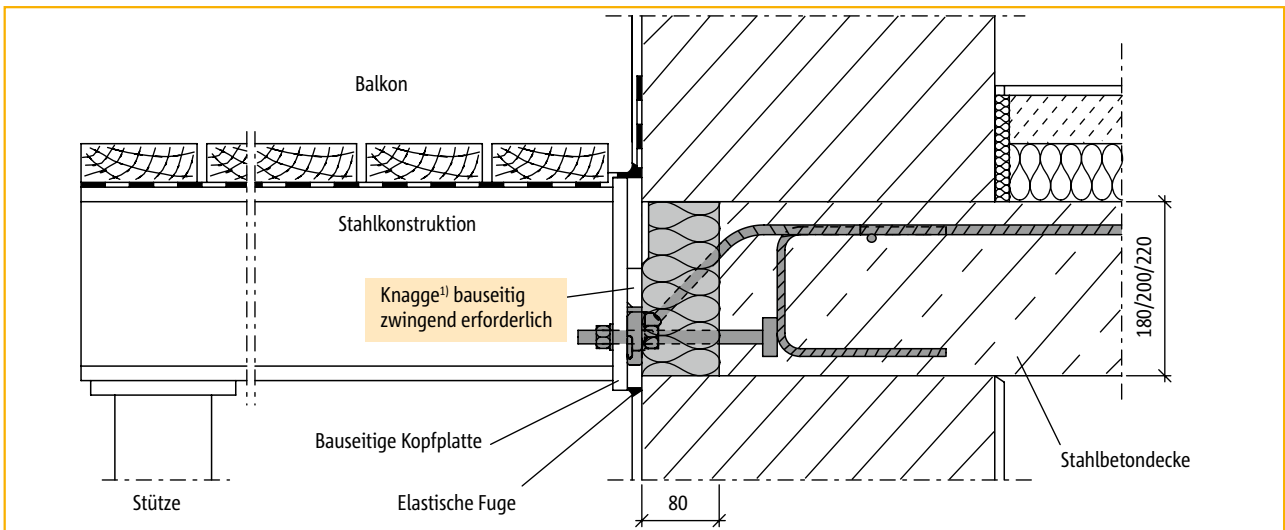 Balkon
Stahlkonstruktion
Knagge¹⁾ bauseitig
zwingend erforderlich
180/200/220
Bauseitige Kopfplatte
Stahlbetondecke
Stütze
Elastische Fuge
80